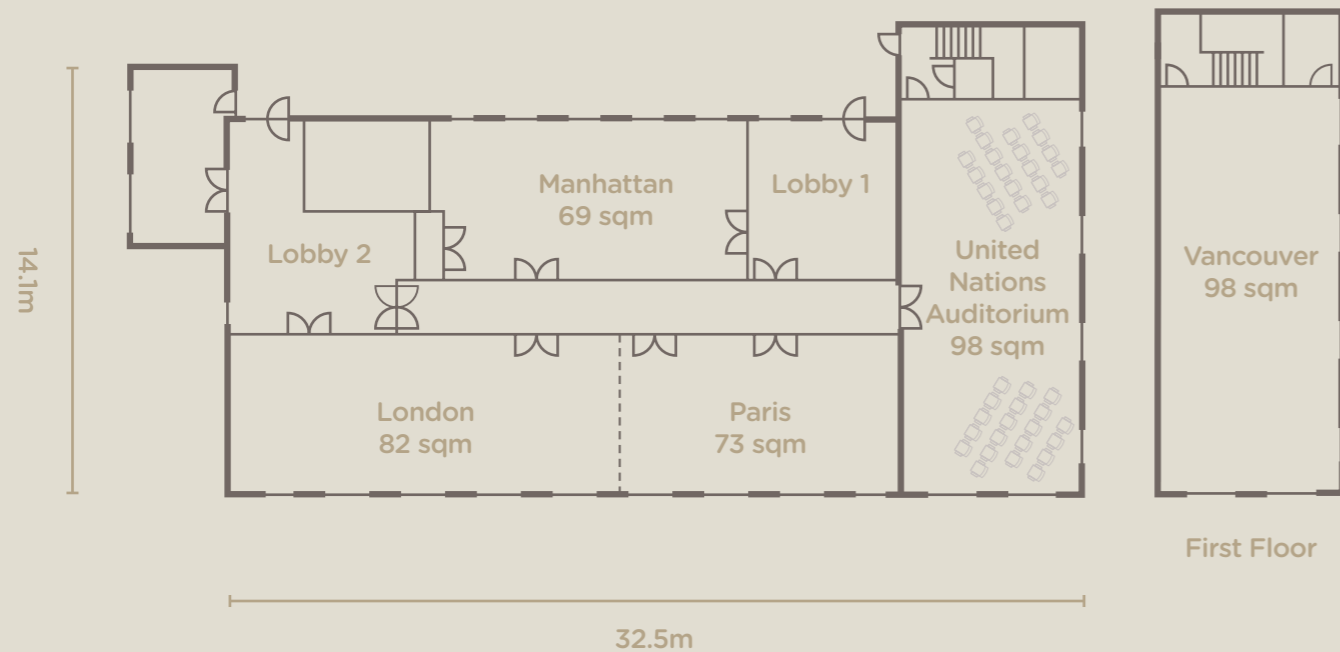 14.1m
Lobby 2
Manhattan
69 sqm
Lobby 1
United
Nations
Auditorium
98 sqm
London
82 sqm
Paris
73 sqm
32.5m
Vancouver
98 sqm
First Floor